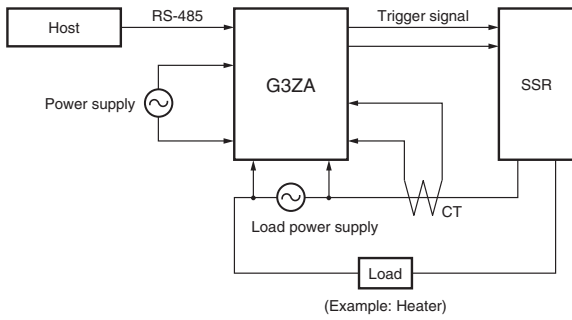 Host
RS-485
Trigger signal
G3ZA
SSR
Power supply
CT
Load power supply
Load
(Example: Heater)